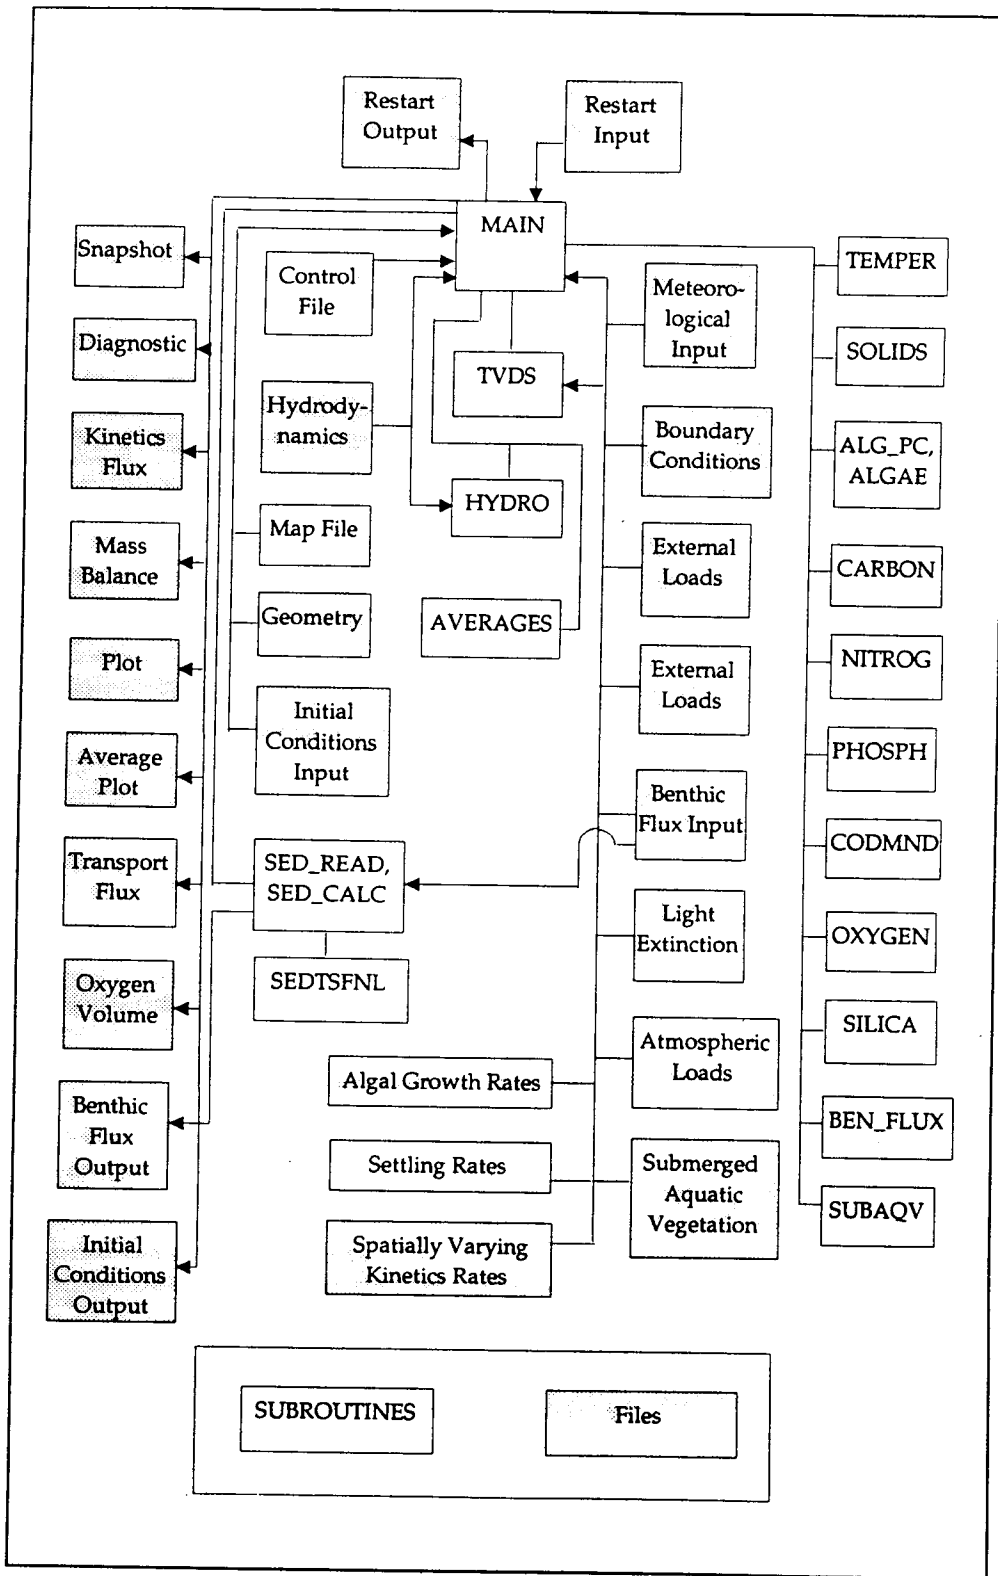 Restart
Output
Restart
Input
MAIN
Snapshot
Diagnostic
Kinetics
Flux
Mass
Balance
Plot
Average
Plot
Transport
Flux
Oxygen
Volume
Benthic
Flux
Output
Initial
Conditions
Output
Control
File
Hydrody-
namics
Map File
Geometry
Initial
Conditions
Input
SED_READ,
SED_CALC
SEDTSFNL
TVDS
HYDRO
AVERAGES
Algal Growth Rates
Settling Rates
Spatially Varying
Kinetics Rates
Meteoro-
logical
Input
Boundary
Conditions
External
Loads
External
Loads
Benthic
Flux Input
Light
Extinction
Atmospheric
Loads
Submerged
Aquatic
Vegetation
TEMPER
SOLIDS
ALG_PC,
ALGAE
CARBON
NITROG
PHOSPH
CODMND
OXYGEN
SILICA
BEN_FLUX
SUBAQV
SUBROUTINES
Files